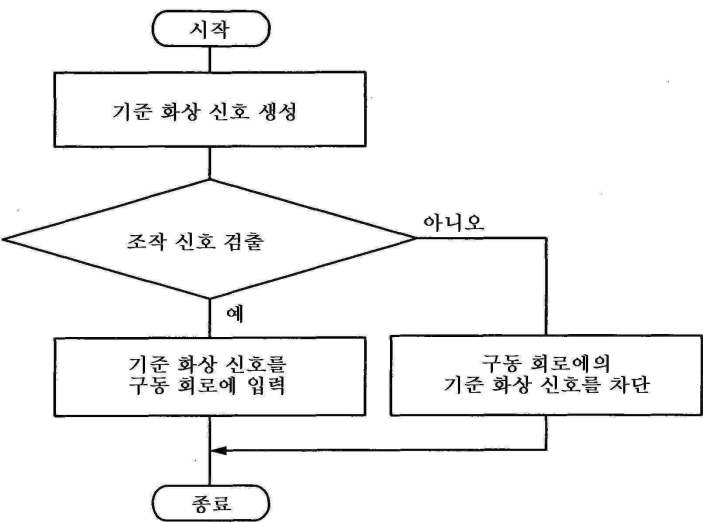 시작
기준 화상 신호 생성
조작 신호 검출
아니오
예
기준 화상 신호를
구동 회로에 입력
구동 회로에의
기준 화상 신호를 차단
종료